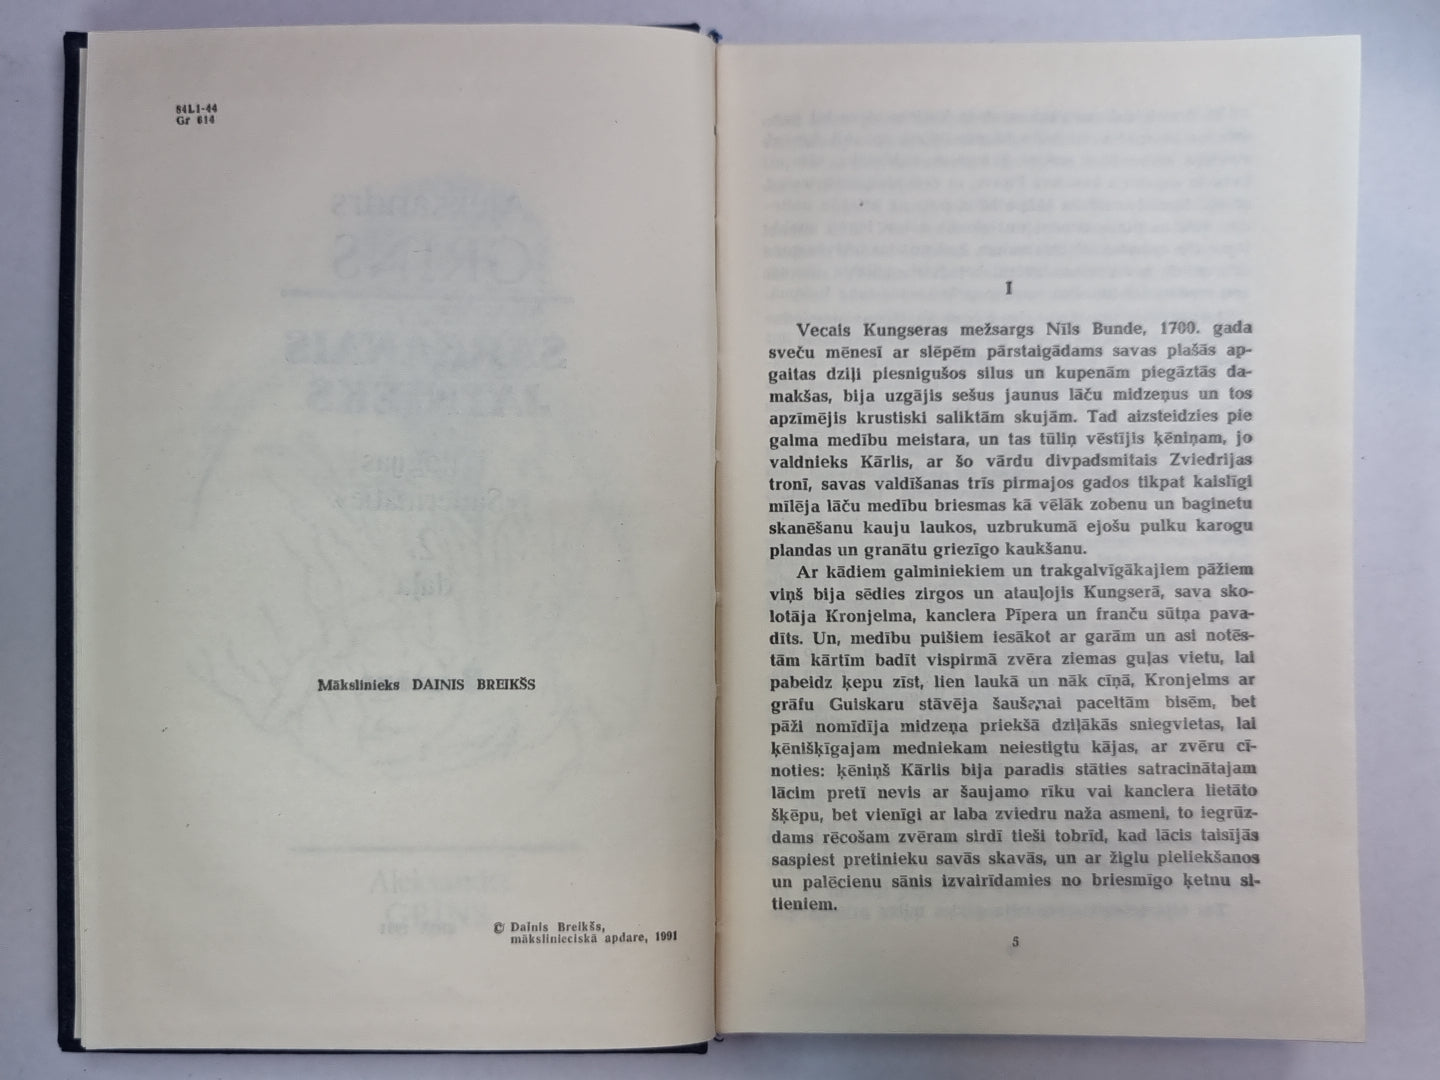 84L1-44
Gr 614
Mākslinieks DAINIS BREIKŠS
© Dainis Breikšs,
mākslinieciskā apdare, 1991
I
Vecais Kungseras mežsargs Nīls Bunde, 1700. gada
sveču mēnesī ar slēpēm pārstaigādams savas plašās ap-
gaitas dziļi piesnigušos silus un kupenām piegāztās da-
makšas, bija uzgājis sešus jaunus lāču midzeņus un tos
apzīmējis krustiski saliktām skujām. Tad aizsteidzies pie
galma medību meistara, un tas tūliņ vēstījis ķēniņam, jo
valdnieks Kārlis, ar šo vārdu divpadsmitais Zviedrijas
tronī, savas valdīšanas trīs pirmajos gados tikpat kaislīgi
mīlēja lāču medību briesmas kā vēlāk zobenu un baginetu
skanēšanu kauju laukos, uzbrukumā ejošu pulku karogu
plandas un granātu griezīgo kaukšanu.
Ar kādiem galminiekiem un trakgalvīgākajiem pāžiem
viņš bija sēdies zirgos un atauļojis Kungserā, sava sko-
lotāja Kronjelma, kanclera Pīpera un franču sūtņa pava-
dīts. Un, medību puišiem iesākot ar garām un asi notēs-
tām kārtīm badīt vispirmā zvēra ziemas guļas vietu, lai
pabeidz ķepu zīst, lien laukā un nāk cīņā, Kronjelms ar
grāfu Guiskaru stāvēja šaušanai paceltām bisēm, bet
pāži nomīdīja midzeņa priekšā dziļākās sniegvietas, lai
ķēnišķīgajam medniekam neiestigtu kājas, ar zvēru cī-
noties: ķēniņš Kārlis bija paradis stāties satracinātajam
lācim pretī nevis ar šaujamo rīku vai kanclera lietāto
šķēpu, bet vienīgi ar laba zviedru naža asmeni, to iegrūz-
dams rēcošam zvēram sirdī tieši tobrīd, kad lācis taisījās
saspiest pretinieku savās skavās, un ar žiglu pieliekšanos
un palēcienu sānis izvairīdamies no briesmīgo ķetnu si-
tieniem.
5